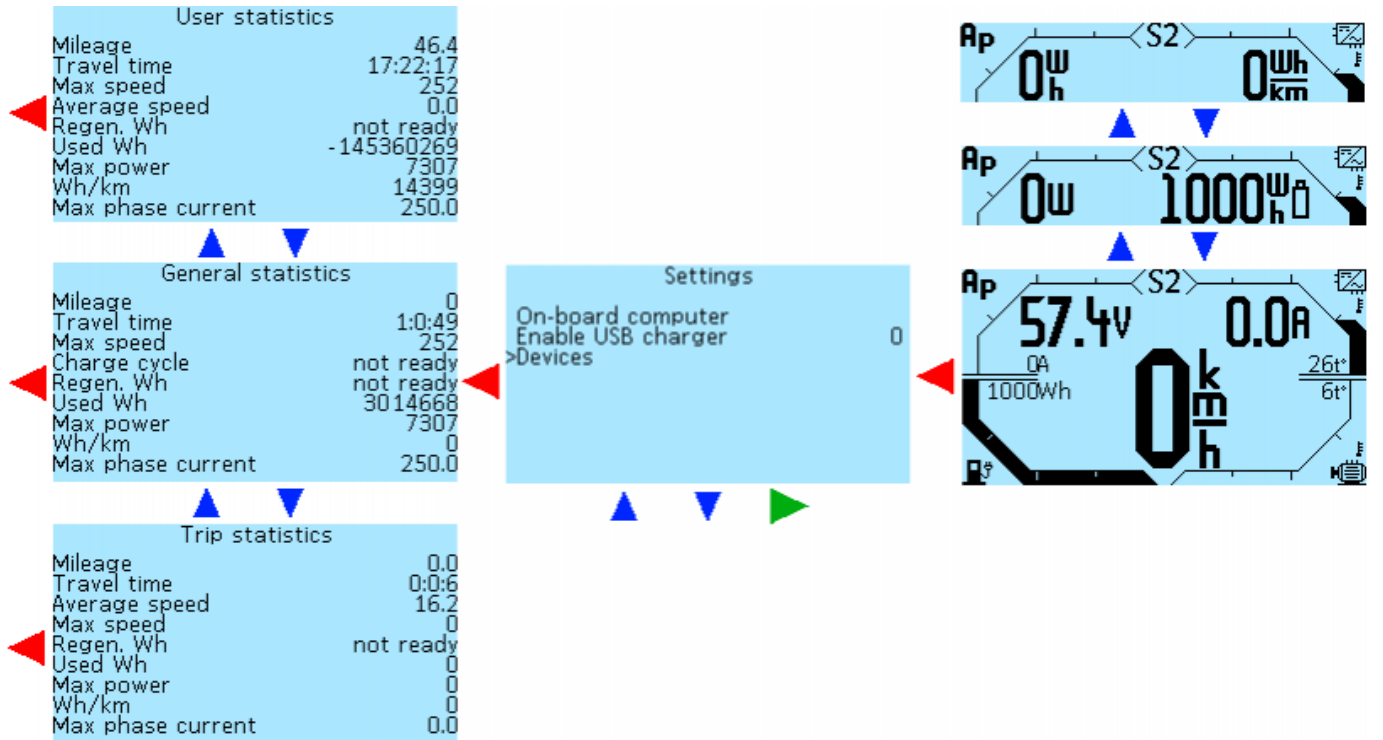 User statistics
Mileage 46.4
Travel time 17:22:17
Max speed 252
Average speed 0.0
Regen. Wh not ready
Used Wh -145360269
Max power 7307
Wh/km 14399
Max phase current 250.0
General statistics
Mileage 0
Travel time 1:0:49
Max speed 252
Charge cycle not ready
Regen. Wh not ready
Used Wh 3014668
Max power 7307
Wh/km 0
Max phase current 250.0
Trip statistics
Mileage 0.0
Travel time 0:0:6
Average speed 16.2
Max speed 0
Regen. Wh not ready
Used Wh 0
Max power 0
Wh/km 0
Max phase current 0.0
Settings
On-board computer
Enable USB charger 0
>Devices
Ap S2
0Wh 0Wh/km
Ap S2
0W 1000Wh
Ap S2
57.4V 0.0A
0A 26t°
1000Wh 6t°
0km/h